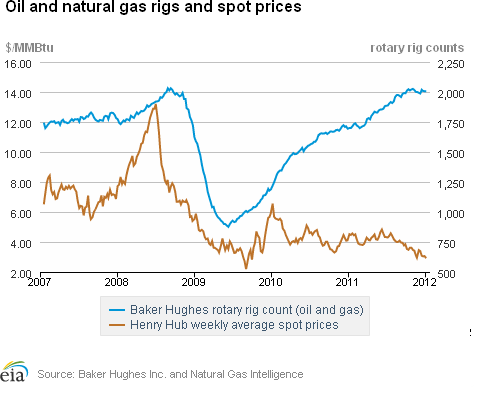 Oil and natural gas rigs and spot prices
$/MMBtu rotary rig counts
16.00 2,250
14.00 2,000
12.00 1,750
10.00 1,500
8.00 1,250
6.00 1,000
4.00 750
2.00 500
2007 2008 2009 2010 2011 2012
Baker Hughes rotary rig count (oil and gas)
Henry Hub weekly average spot prices
eia Source: Baker Hughes Inc. and Natural Gas Intelligence